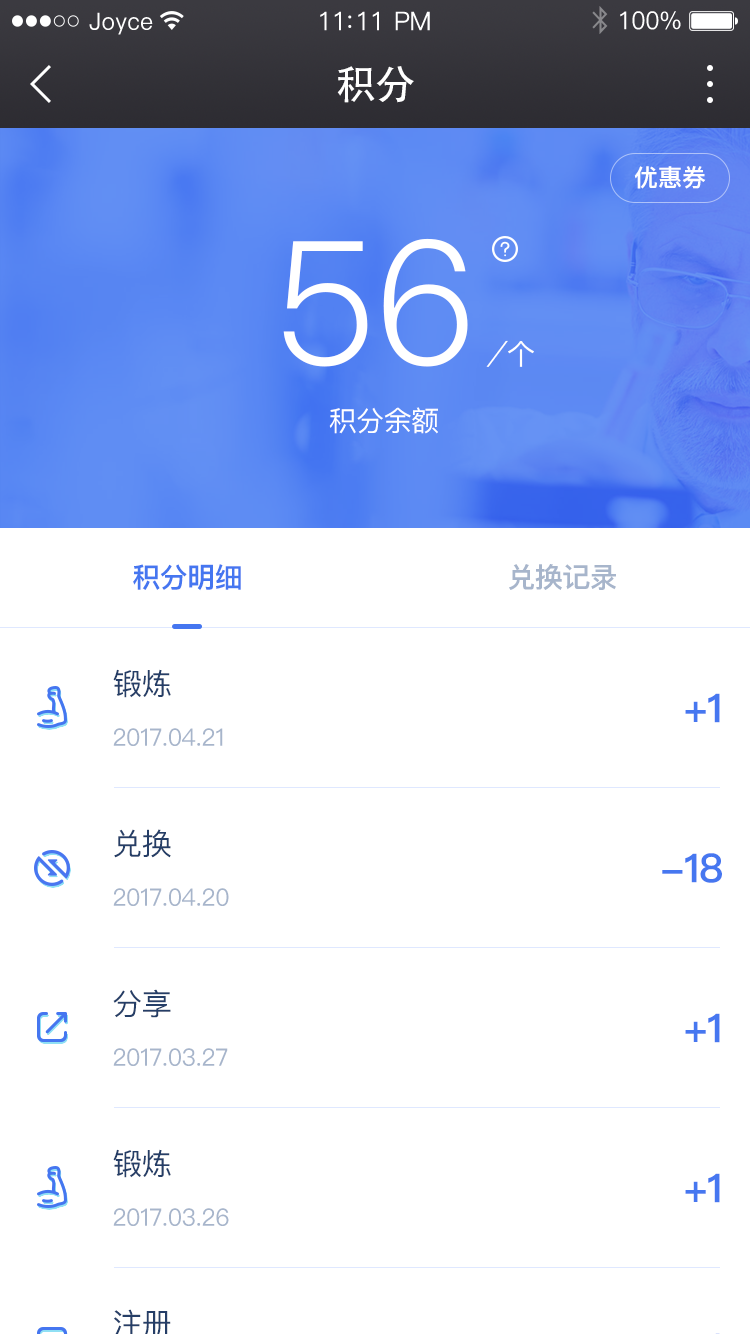 Joyce 11:11 PM 100%
积分
优惠券
56 /个
?
积分余额
积分明细 兑换记录
锻炼
2017.04.21
+1
兑换
2017.04.20
-18
分享
2017.03.27
+1
锻炼
2017.03.26
+1
注册